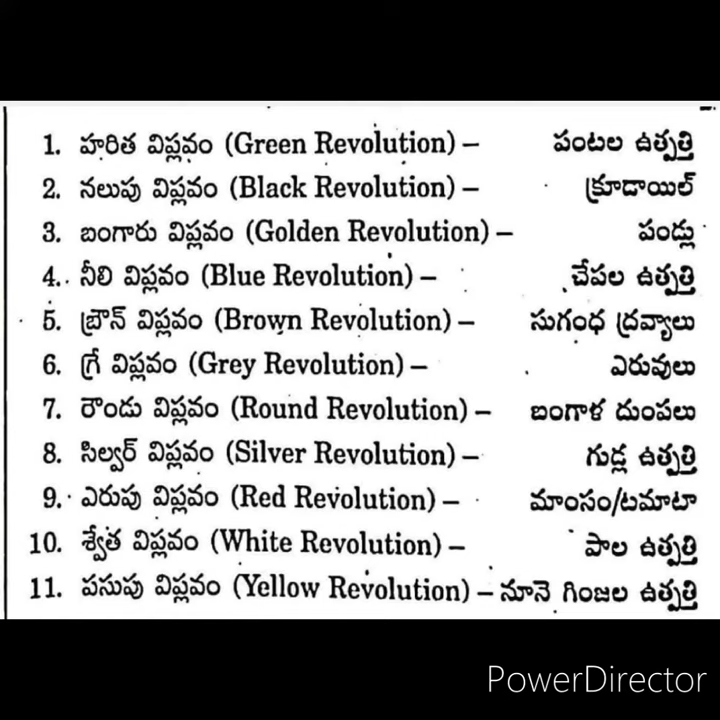 1. హరిత విప్లవం (Green Revolution) – పంటల ఉత్పత్తి
2. నలుపు విప్లవం (Black Revolution) – క్రూడాయిల్
3. బంగారు విప్లవం (Golden Revolution) – పండ్లు
4. నీలి విప్లవం (Blue Revolution) – చేపల ఉత్పత్తి
5. బ్రౌన్ విప్లవం (Brown Revolution) – సుగంధ ద్రవ్యాలు
6. గ్రే విప్లవం (Grey Revolution) – ఎరువులు
7. రౌండు విప్లవం (Round Revolution) – బంగాళ దుంపలు
8. సిల్వర్ విప్లవం (Silver Revolution) – గుడ్ల ఉత్పత్తి
9. ఎరుపు విప్లవం (Red Revolution) – మాంసం/టమాటా
10. శ్వేత విప్లవం (White Revolution) – పాల ఉత్పత్తి
11. పసుపు విప్లవం (Yellow Revolution) – నూనె గింజల ఉత్పత్తి
PowerDirector